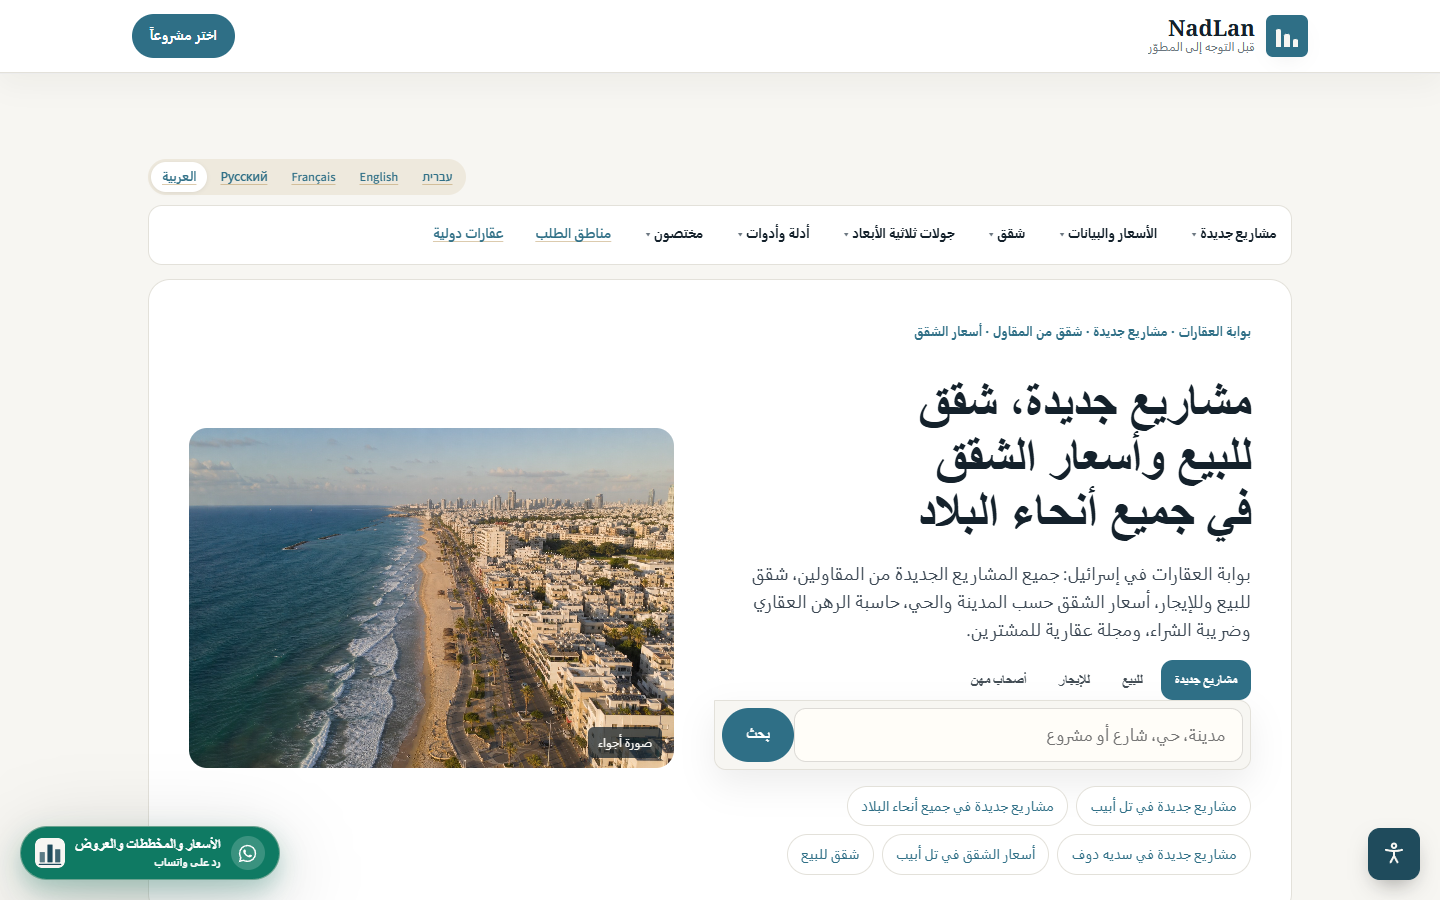 NadLan
قبل التوجه إلى المطوّر
اختر مشروعاً
עברית
English
Français
Русский
العربية
مشاريع جديدة
الأسعار والبيانات
شقق
جولات ثلاثية الأبعاد
أدلة وأدوات
مختصون
مناطق الطلب
عقارات دولية
بوابة العقارات · مشاريع جديدة · شقق من المقاول · أسعار الشقق
مشاريع جديدة، شقق
للبيع وأسعار الشقق
في جميع أنحاء البلاد
بوابة العقارات في إسرائيل: جميع المشاريع الجديدة من المقاولين، شقق
للبيع وللإيجار، أسعار الشقق حسب المدينة والحي، حاسبة الرهن العقاري
وضريبة الشراء، ومجلة عقارية للمشترين.
مشاريع جديدة
للبيع
للإيجار
أصحاب مهن
مدينة، حي، شارع أو مشروع
بحث
صورة أجواء
مشاريع جديدة في تل أبيب
مشاريع جديدة في جميع أنحاء البلاد
مشاريع جديدة في سديه دوف
أسعار الشقق في تل أبيب
شقق للبيع
الأسعار والمخططات والعروض
رد على واتساب